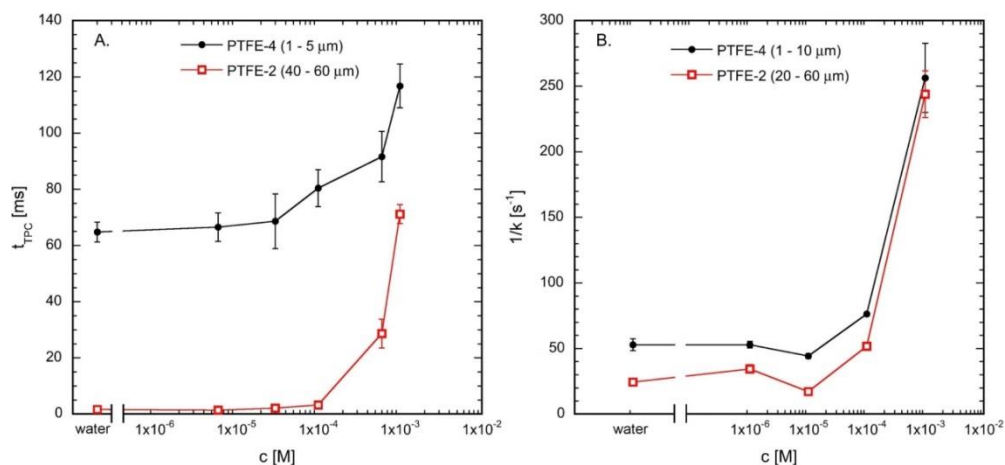 A.
PTFE-4 (1 - 5 μm)
PTFE-2 (40 - 60 μm)
140
120
100
80
60
40
20
0
t_TPC [ms]
water
1x10⁻⁶
1x10⁻⁵
1x10⁻⁴
1x10⁻³
1x10⁻²
c [M]
B.
PTFE-4 (1 - 10 μm)
PTFE-2 (20 - 60 μm)
300
250
200
150
100
50
0
1/k [s⁻¹]
water
1x10⁻⁶
1x10⁻⁵
1x10⁻⁴
1x10⁻³
1x10⁻²
c [M]